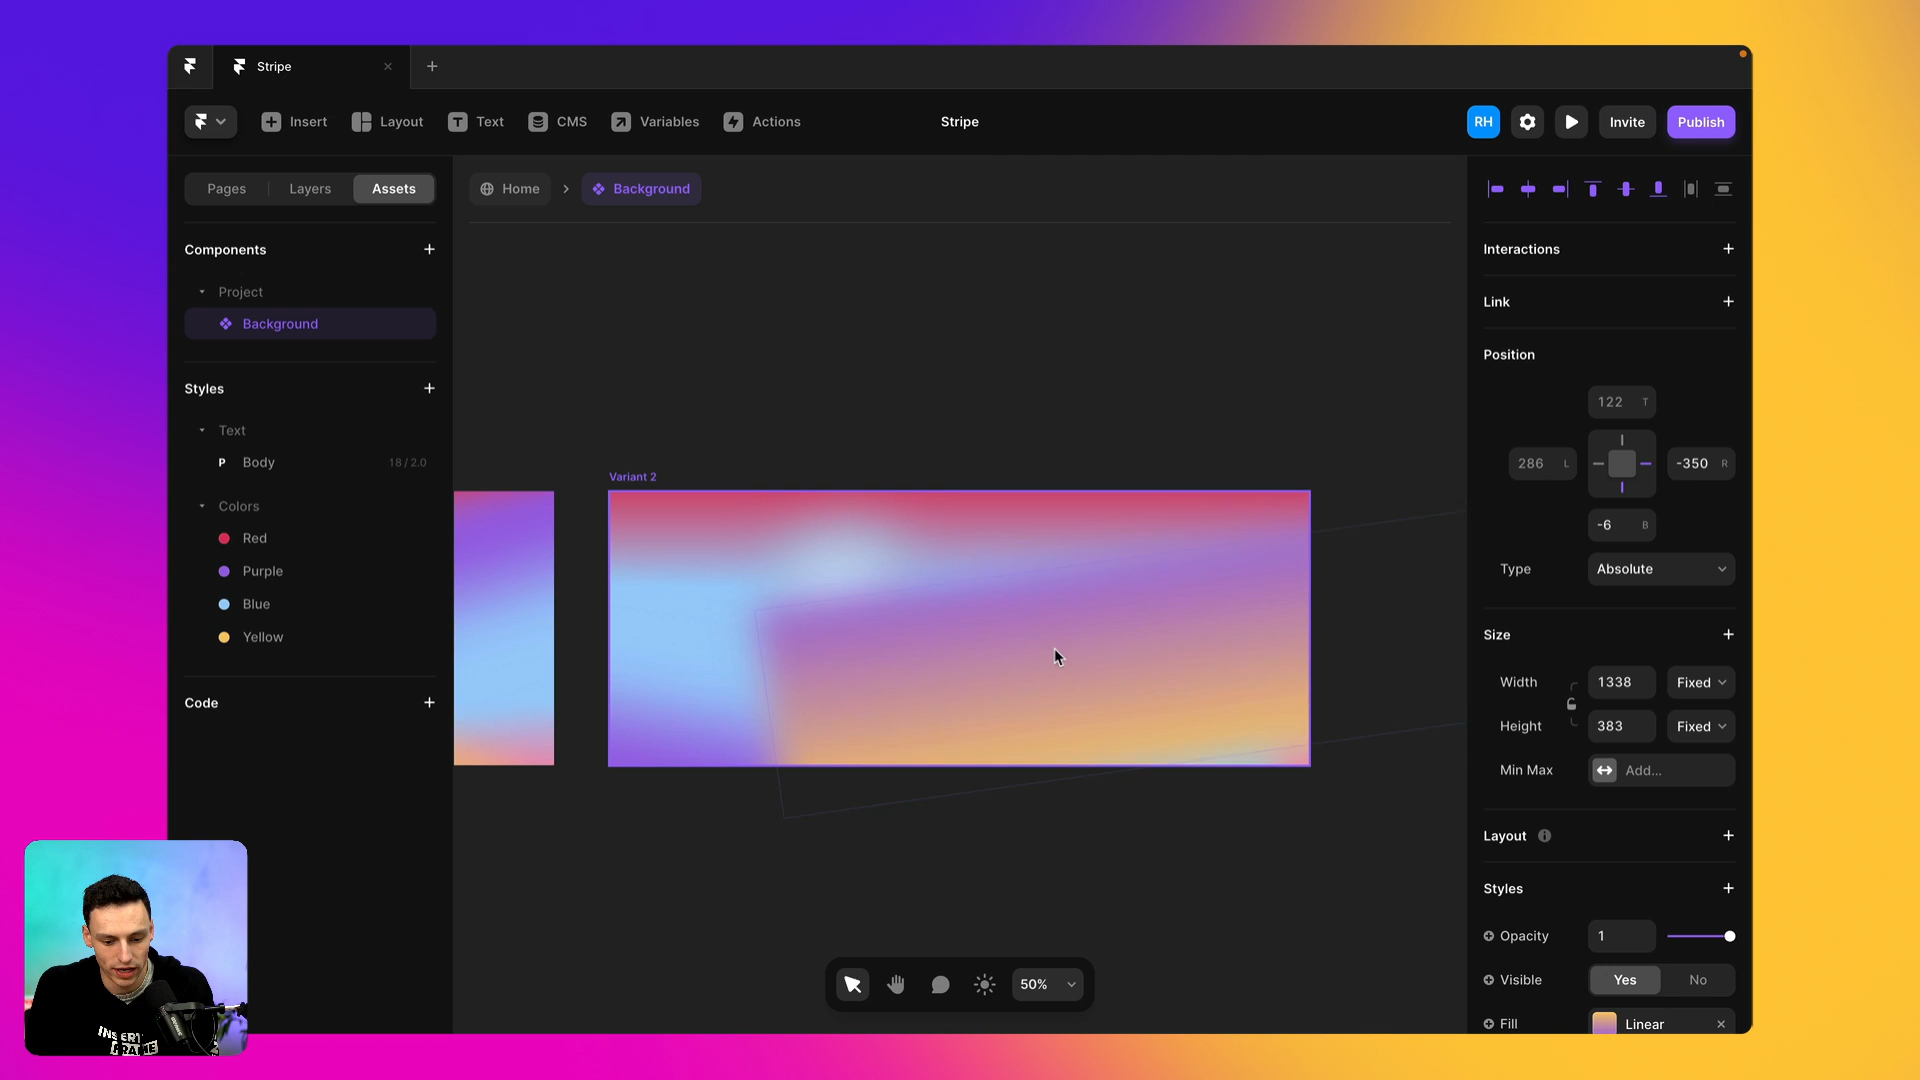 Stripe
Insert
Layout
Text
CMS
Variables
Actions
Stripe
RH
Invite
Publish
Pages
Layers
Assets
Home
Background
Components
Project
Background
Styles
Text
P Body 18 / 2.0
Colors
Red
Purple
Blue
Yellow
Code
Variant 2
50%
Interactions
Link
Position
122 T
286 L
-350 R
-6 B
Type Absolute
Size
Width 1338 Fixed
Height 383 Fixed
Min Max Add...
Layout
Styles
Opacity 1
Visible Yes No
Fill Linear
INSERT
FRAME